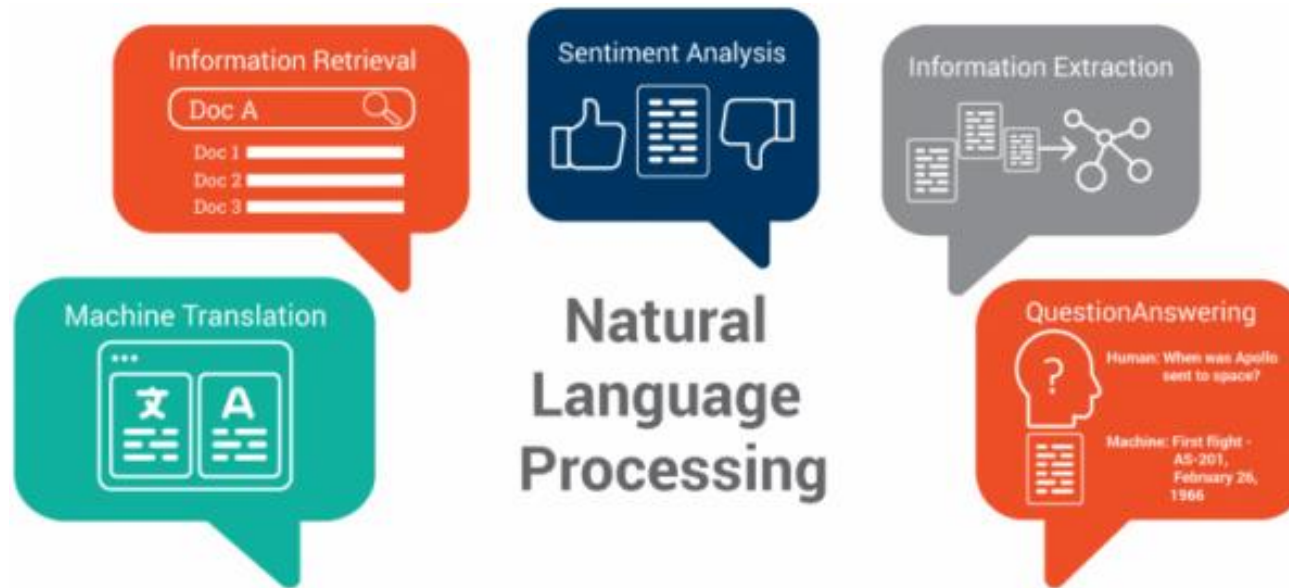 Information Retrieval
Doc A
Doc 1
Doc 2
Doc 3
Sentiment Analysis
Information Extraction
Machine Translation
文 A
Natural
Language
Processing
QuestionAnswering
?
Human: When was Apollo
sent to space?
Machine: First flight -
AS-201,
February 26,
1966